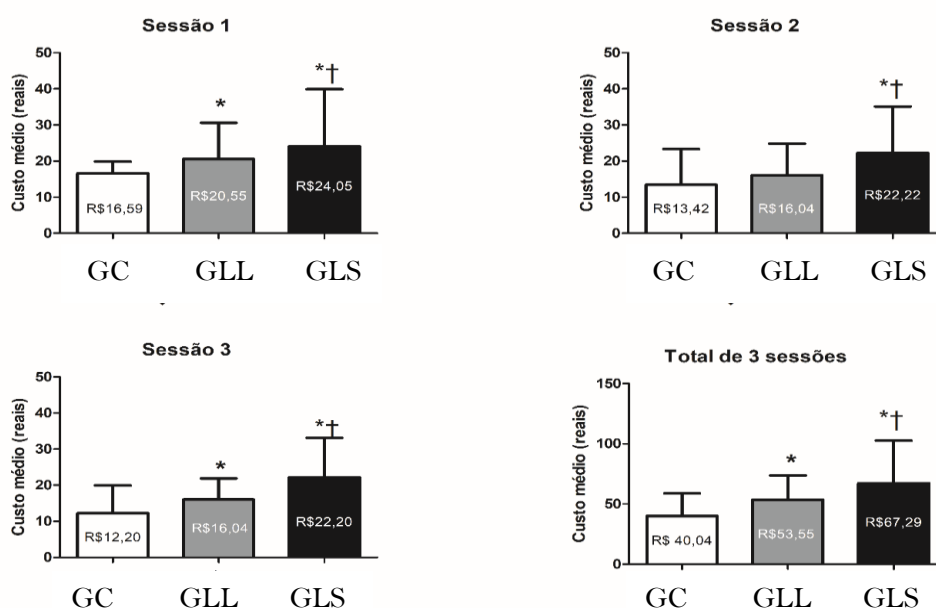 Sessão 1
Custo médio (reais)
50
40
30
20
10
0
*
*†
R$16,59
R$20,55
R$24,05
GC GLL GLS
Sessão 2
Custo médio (reais)
50
40
30
20
10
0
*†
R$13,42
R$16,04
R$22,22
GC GLL GLS
Sessão 3
Custo médio (reais)
50
40
30
20
10
0
*
*†
R$12,20
R$16,04
R$22,20
GC GLL GLS
Total de 3 sessões
Custo médio (reais)
150
100
50
0
*
*†
R$ 40,04
R$53,55
R$67,29
GC GLL GLS